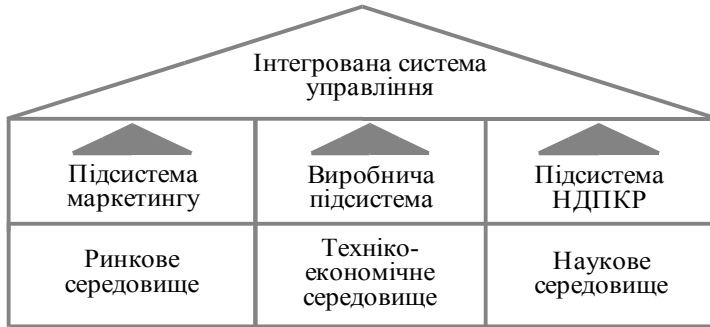 Інтегрована система
управління
Підсистема
маркетингу
Виробнича
підсистема
Підсистема
НДПКР
Ринкове
середовище
Техніко-
економічне
середовище
Наукове
середовище